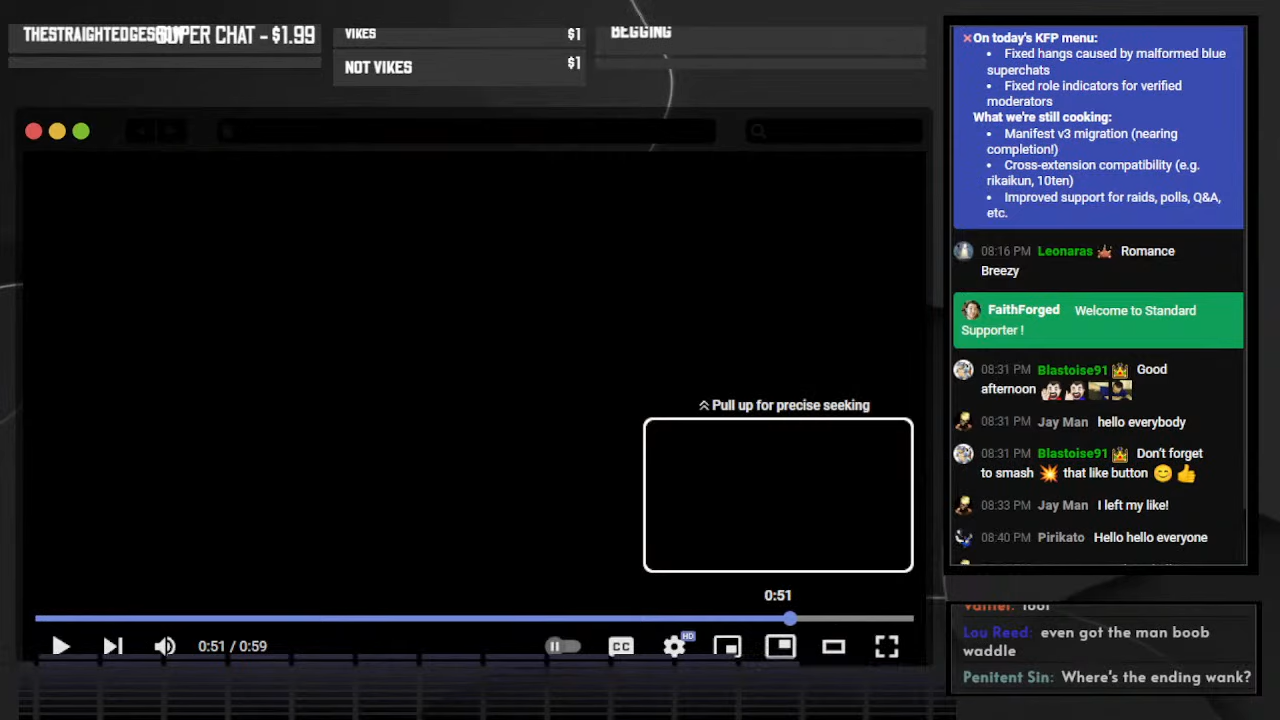 SUPER CHAT - $1.99
VIKES $1
NOT VIKES $1
BEGGING
On today's KFP menu:
• Fixed hangs caused by malformed blue
superchats
• Fixed role indicators for verified
moderators
What we're still cooking:
• Manifest v3 migration (nearing
completion!)
• Cross-extension compatibility (e.g.
rikaikun, 10ten)
• Improved support for raids, polls, Q&A,
etc.
08:16 PM Leonaras Romance
Breezy
FaithForged Welcome to Standard
Supporter !
08:31 PM Blastoise91 Good
afternoon
08:31 PM Jay Man hello everybody
08:31 PM Blastoise91 Don't forget
to smash 💥 that like button 😊 👍
08:33 PM Jay Man I left my like!
08:40 PM Pirikato Hello hello everyone
Lou Reed: even got the man boob
waddle
Penitent Sin: Where's the ending wank?
Pull up for precise seeking
0:51
0:51 / 0:59
CC
HD